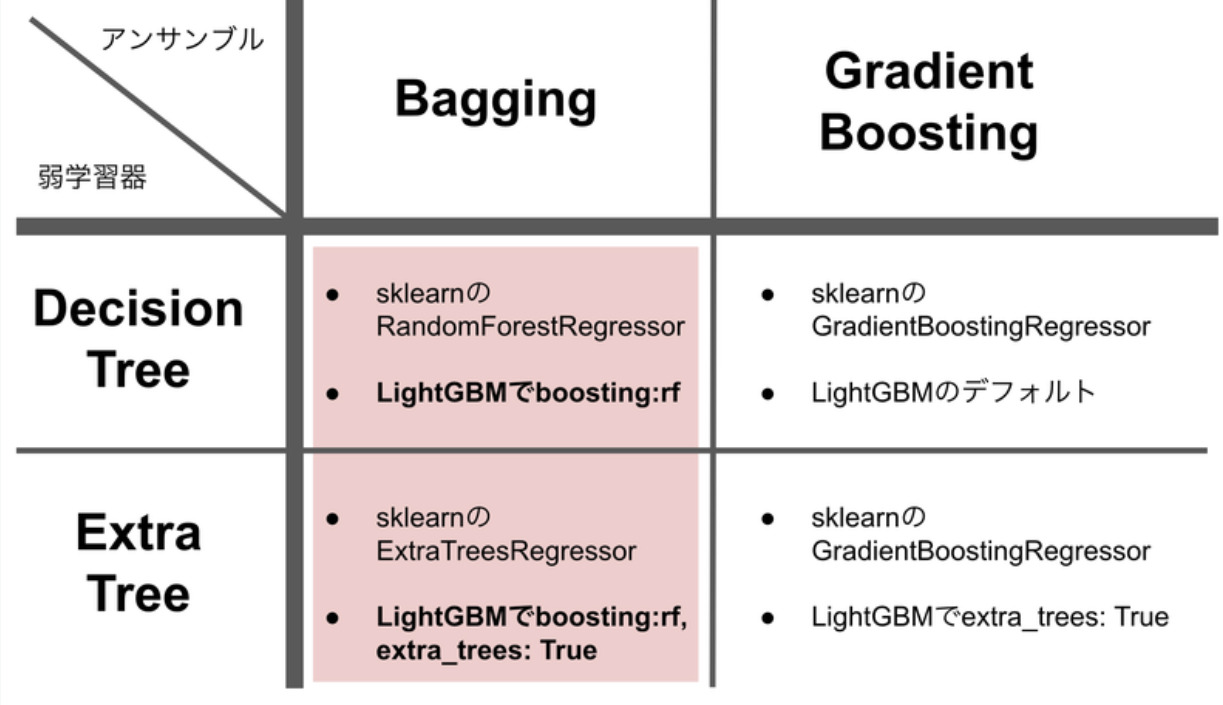 アンサンブル
弱学習器
Bagging
Gradient
Boosting
Decision
Tree
● sklearnの
RandomForestRegressor
● LightGBMでboosting:rf
● sklearnの
GradientBoostingRegressor
● LightGBMのデフォルト
Extra
Tree
● sklearnの
ExtraTreesRegressor
● LightGBMでboosting:rf,
extra_trees: True
● sklearnの
GradientBoostingRegressor
● LightGBMでextra_trees: True